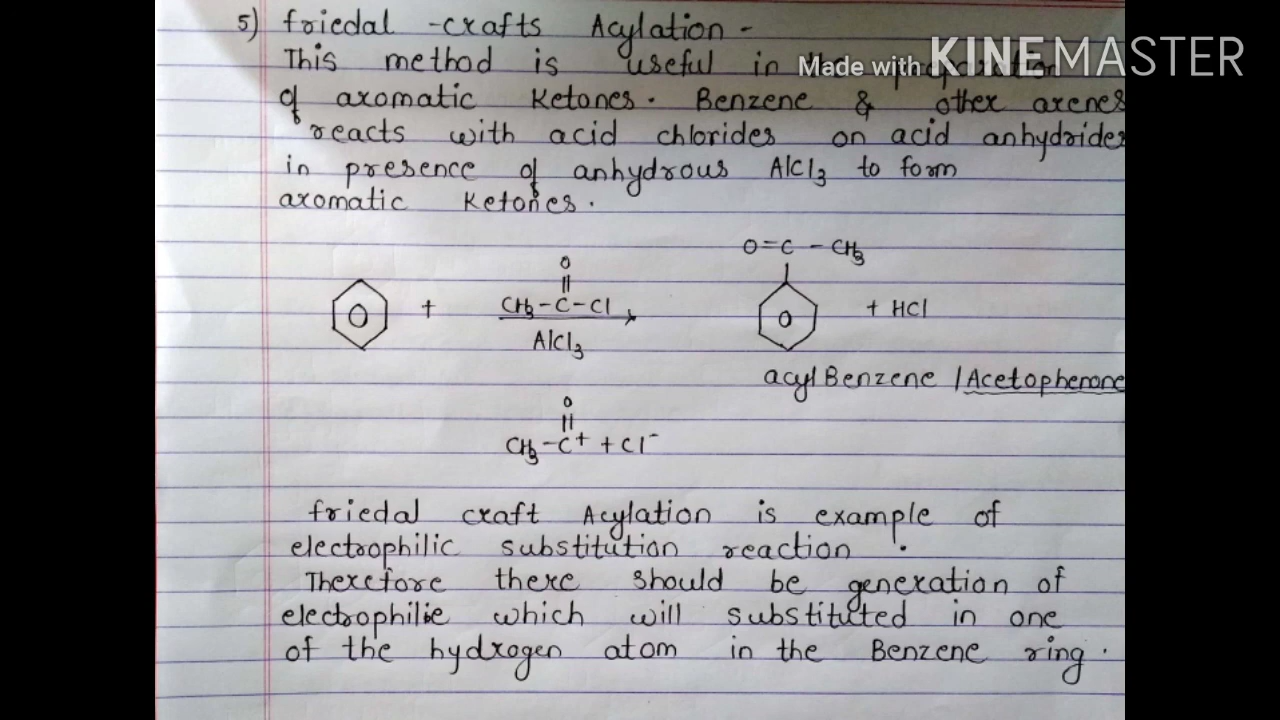 5) friedal -crafts Acylation -
This method is useful in the preparation
Made with KINEMASTER
of aromatic Ketones. Benzene & other arenes
reacts with acid chlorides on acid anhydrides
in presence of anhydrous AlCl3 to form
aromatic Ketones.
O=C-CH3
O
||
+ CH3-C-Cl
O O + HCl
AlCl3
acyl Benzene / Acetophenone
O
||
CH3-C+ + Cl-
friedal craft Acylation is example of
electrophilic substitution reaction .
Therefore there should be generation of
electrophilie which will substituted in one
of the hydrogen atom in the Benzene ring.